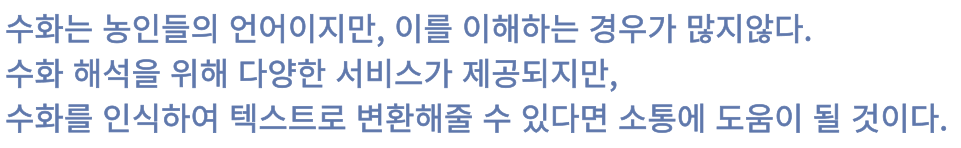 수화는 농인들의 언어이지만, 이를 이해하는 경우가 많지않다.
수화 해석을 위해 다양한 서비스가 제공되지만,
수화를 인식하여 텍스트로 변환해줄 수 있다면 소통에 도움이 될 것이다.